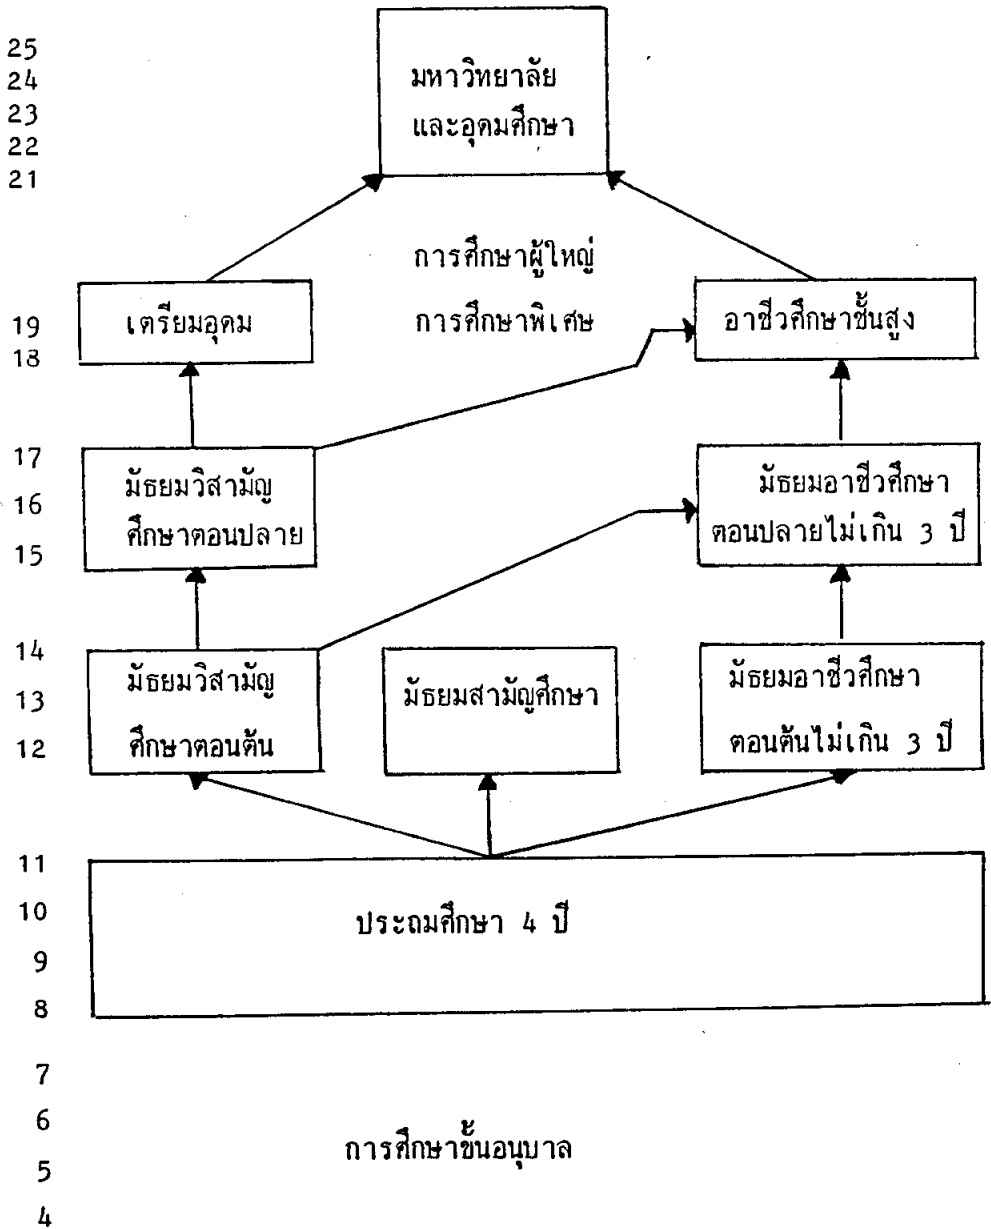 25
24
23
22
21
มหาวิทยาลัย
และอุดมศึกษา
การศึกษาผู้ใหญ่
การศึกษาพิเศษ
19
18
เตรียมอุดม
อาชีวศึกษาชั้นสูง
17
16
15
มัธยมวิสามัญ
ศึกษาตอนปลาย
มัธยมอาชีวศึกษา
ตอนปลายไม่เกิน 3 ปี
14
13
12
มัธยมวิสามัญ
ศึกษาตอนต้น
มัธยมสามัญศึกษา
มัธยมอาชีวศึกษา
ตอนต้นไม่เกิน 3 ปี
11
10
9
8
ประถมศึกษา 4 ปี
7
6
5
4
การศึกษาขั้นอนุบาล